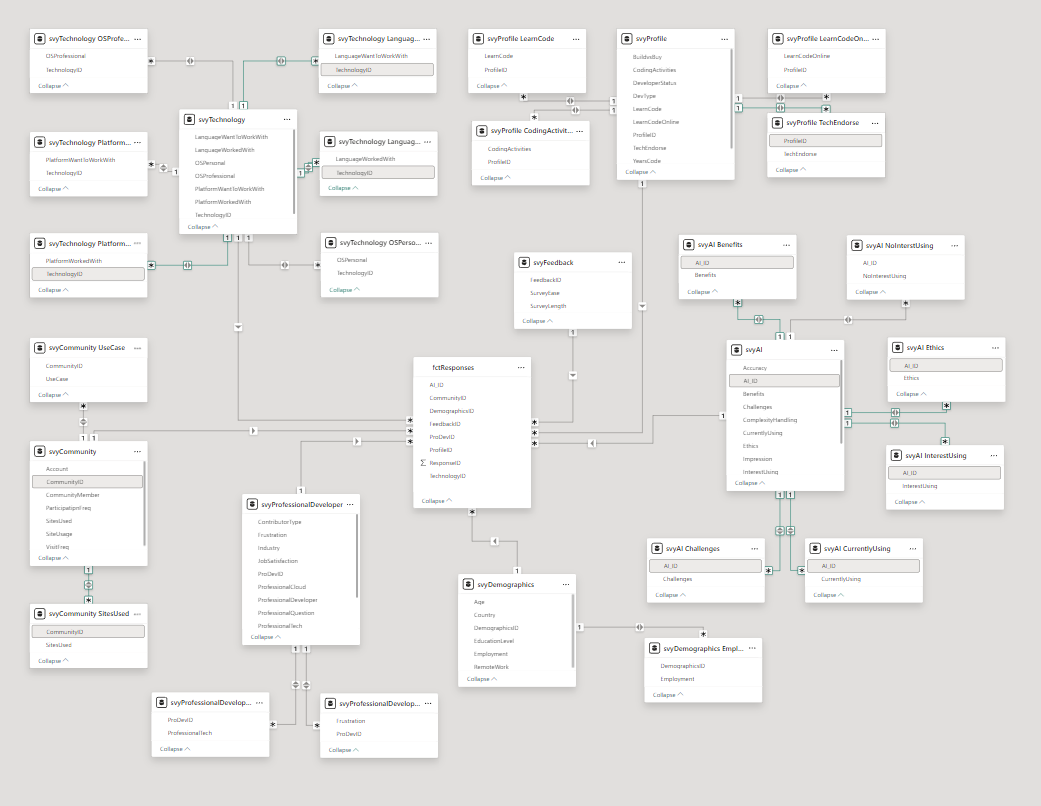 svyTechnology OSProfe...
OSProfessional
TechnologyID
Collapse
svyTechnology Languag...
LanguageWantToWorkWith
TechnologyID
Collapse
svyProfile LearnCode
LearnCode
ProfileID
Collapse
svyProfile
BuildvsBuy
CodingActivities
DeveloperStatus
DevType
LearnCode
LearnCodeOnline
ProfileID
TechEndorse
YearsCode
Collapse
svyProfile LearnCodeOn...
LearnCodeOnline
ProfileID
Collapse
svyTechnology
LanguageWantToWorkWith
LanguageWorkedWith
OSPersonal
OSProfessional
PlatformWantToWorkWith
PlatformWorkedWith
TechnologyID
Collapse
svyProfile CodingActivit...
CodingActivities
ProfileID
Collapse
svyProfile TechEndorse
ProfileID
TechEndorse
Collapse
svyTechnology Platform...
PlatformWantToWorkWith
TechnologyID
Collapse
svyTechnology Languag...
LanguageWorkedWith
TechnologyID
Collapse
svyTechnology Platform...
PlatformWorkedWith
TechnologyID
Collapse
svyTechnology OSPerso...
OSPersonal
TechnologyID
Collapse
svyFeedback
FeedbackID
SurveyEase
SurveyLength
Collapse
svyAI Benefits
AI_ID
Benefits
Collapse
svyAI NoInterstUsing
AI_ID
NoInterestUsing
Collapse
svyCommunity UseCase
CommunityID
UseCase
Collapse
fctResponses
AI_ID
CommunityID
DemographicsID
FeedbackID
ProDevID
ProfileID
ResponseID
TechnologyID
Collapse
svyAI
Accuracy
AI_ID
Benefits
Challenges
ComplexityHandling
CurrentlyUsing
Ethics
Impression
InterestUsing
Collapse
svyAI Ethics
AI_ID
Ethics
Collapse
svyCommunity
Account
CommunityID
CommunityMember
ParticipationFreq
SitesUsed
SiteUsage
VisitFreq
Collapse
svyAI InterestUsing
AI_ID
InterestUsing
Collapse
svyProfessionalDeveloper
ContributorType
Frustration
Industry
JobSatisfaction
ProDevID
ProfessionalCloud
ProfessionalDeveloper
ProfessionalQuestion
ProfessionalTech
Collapse
svyAI Challenges
AI_ID
Challenges
Collapse
svyAI CurrentlyUsing
AI_ID
CurrentlyUsing
Collapse
svyDemographics
Age
Country
DemographicsID
EducationLevel
Employment
RemoteWork
Collapse
svyCommunity SitesUsed
CommunityID
SitesUsed
Collapse
svyDemographics Empl...
DemographicsID
Employment
Collapse
svyProfessionalDevelop...
ProDevID
ProfessionalTech
Collapse
svyProfessionalDevelop...
Frustration
ProDevID
Collapse